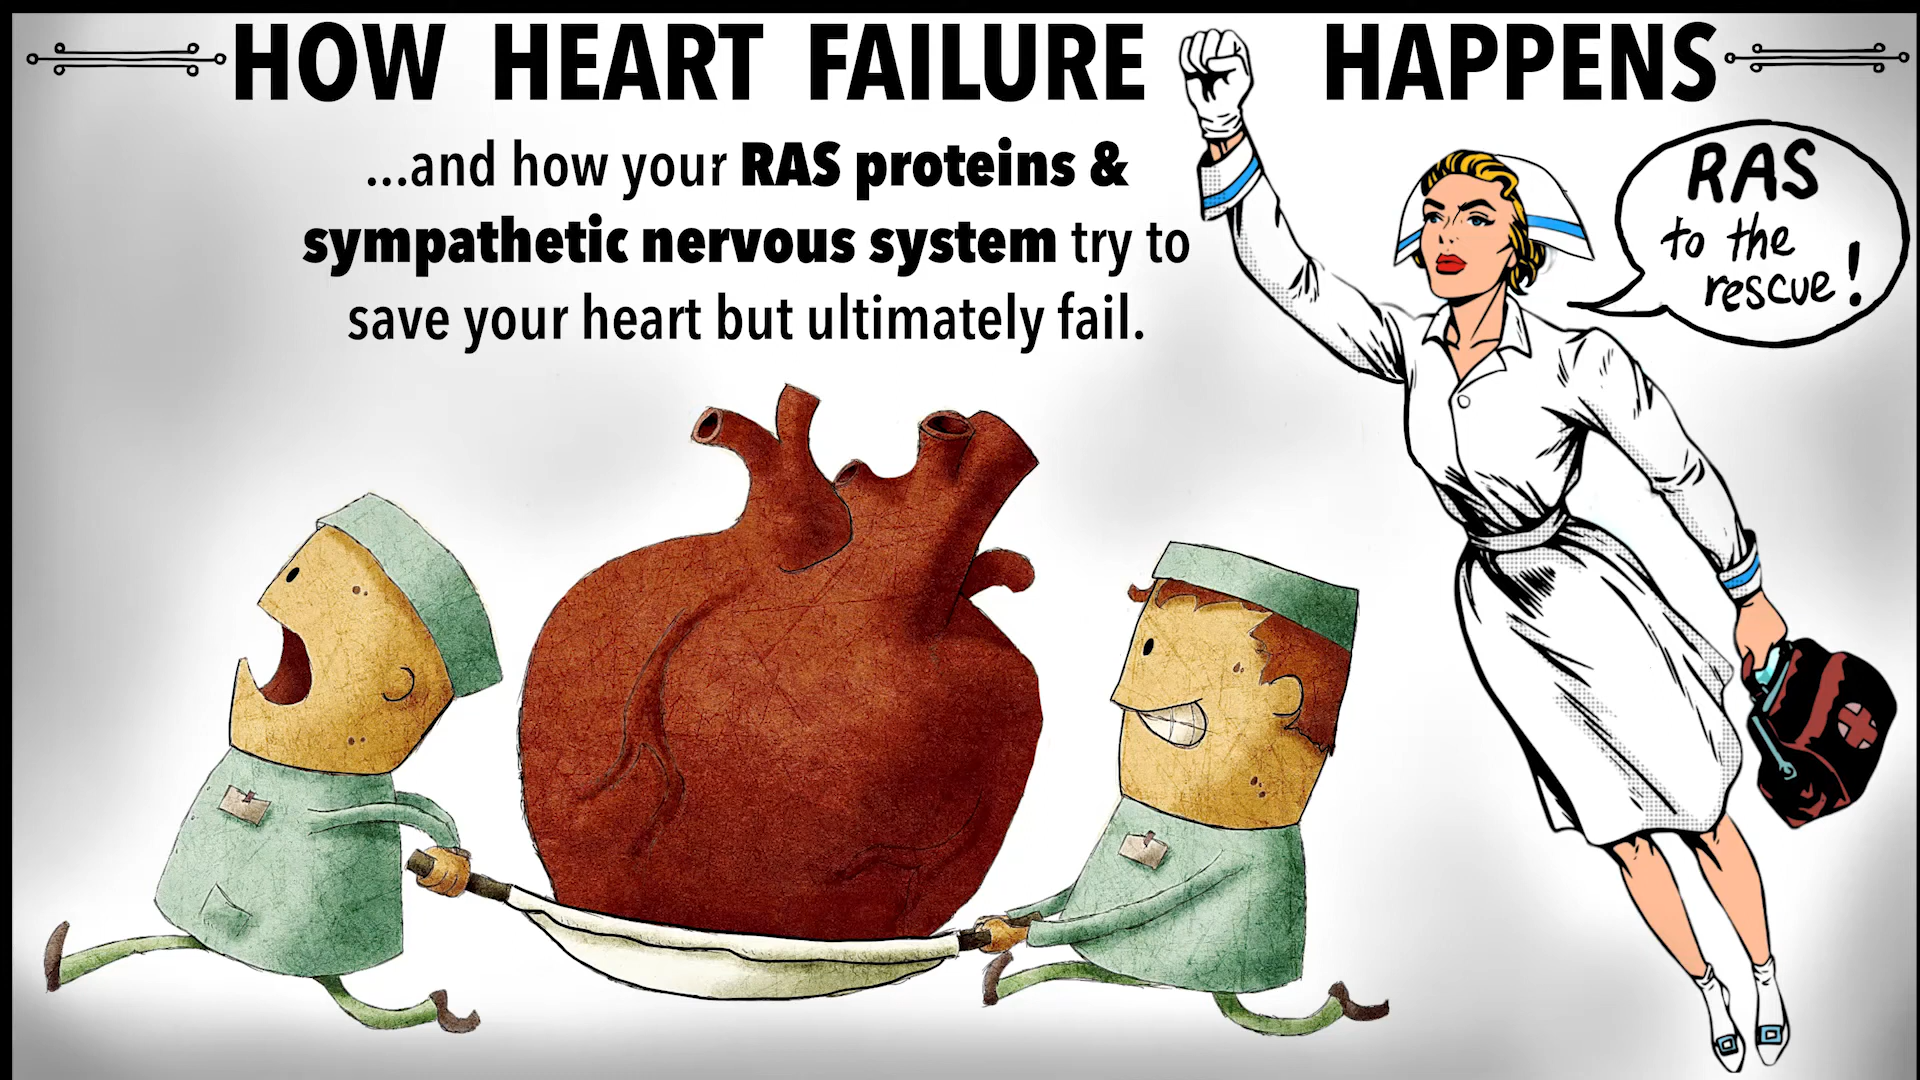 HOW HEART FAILURE HAPPENS
...and how your RAS proteins &
sympathetic nervous system try to
save your heart but ultimately fail.
RAS
to the
rescue!